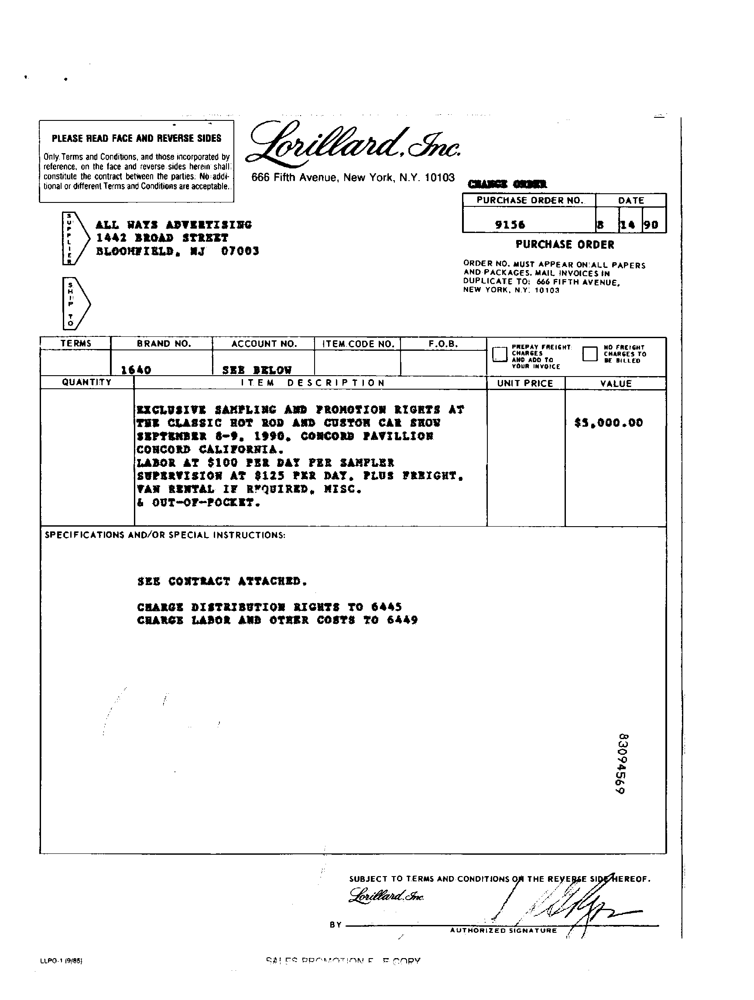 PLEASE READ FACE AND REVERSE SIDES
Only Terms and Conditions, and those incorporated by
reference, on the face and reverse sides herein shall
constitute the contract between the parties. No addi-
tional or different Terms and Conditions are acceptable.
Lorillard, Inc.
666 Fifth Avenue, New York, N.Y. 10103
CHANGE ORDER
PURCHASE ORDER NO. DATE
9156 8 14 90
PURCHASE ORDER
ORDER NO. MUST APPEAR ON ALL PAPERS
AND PACKAGES. MAIL INVOICES IN
DUPLICATE TO: 666 FIFTH AVENUE,
NEW YORK, N.Y. 10103
SUPPLIER
ALL WAYS ADVERTISING
1442 BROAD STREET
BLOOMFIELD, NJ 07003
SHIP TO
TERMS BRAND NO. ACCOUNT NO. ITEM CODE NO. F.O.B.
PREPAY FREIGHT
CHARGES
AND ADD TO
YOUR INVOICE
NO FREIGHT
CHARGES TO
BE BILLED
1640 SEE BELOW
QUANTITY ITEM DESCRIPTION UNIT PRICE VALUE
EXCLUSIVE SAMPLING AND PROMOTION RIGHTS AT
THE CLASSIC HOT ROD AND CUSTOM CAR SHOW $5,000.00
SEPTEMBER 8-9, 1990, CONCORD PAVILLION
CONCORD CALIFORNIA.
LABOR AT $100 PER DAY PER SAMPLER
SUPERVISION AT $125 PER DAY, PLUS FREIGHT,
VAN RENTAL IF REQUIRED, MISC.
& OUT-OF-POCKET.
SPECIFICATIONS AND/OR SPECIAL INSTRUCTIONS:
SEE CONTRACT ATTACHED.
CHARGE DISTRIBUTION RIGHTS TO 6445
CHARGE LABOR AND OTHER COSTS TO 6449
83094569
SUBJECT TO TERMS AND CONDITIONS ON THE REVERSE SIDE HEREOF.
Lorillard, Inc.
BY
AUTHORIZED SIGNATURE
LLPO-1 (9/85)
SALES PROMOTION F COPY